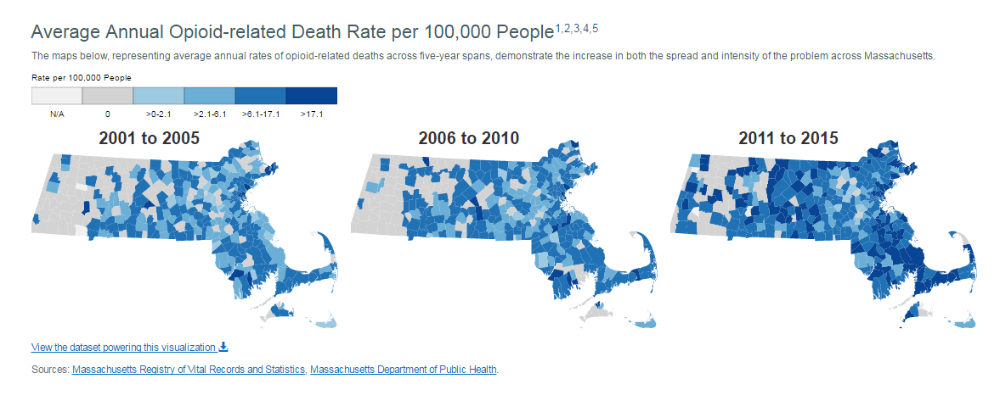 Average Annual Opioid-related Death Rate per 100,000 People1,2,3,4,5
The maps below, representing average annual rates of opioid-related deaths across five-year spans, demonstrate the increase in both the spread and intensity of the problem across Massachusetts.
Rate per 100,000 People
N/A 0 >0-2.1 >2.1-6.1 >6.1-17.1 >17.1
2001 to 2005 2006 to 2010 2011 to 2015
View the dataset powering this visualization
Sources: Massachusetts Registry of Vital Records and Statistics, Massachusetts Department of Public Health.